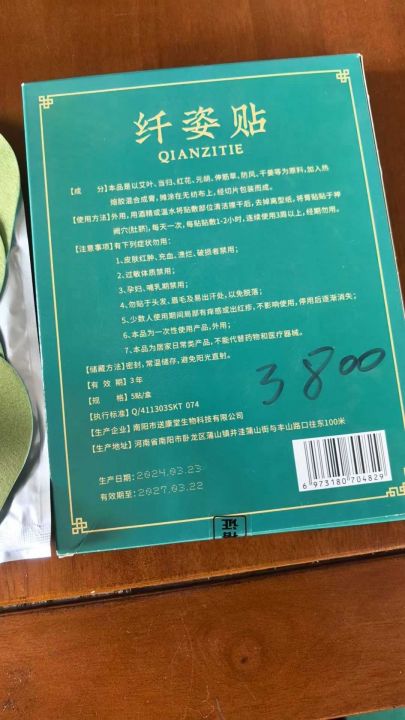 纤姿贴
QIANZITIE
【成 分】本品是以艾叶、当归、红花、元胡、伸筋草、防风、干姜等为原料，加入热
熔胶混合成膏，摊涂在无纺布上，经切片包装而成。
【使用方法】外用，用酒精或温水将贴敷部位清洁擦干后，去掉离型纸，将膏贴贴于神
阙穴(肚脐)，每天一次，每贴贴敷1-2小时，连续使用3周以上，经期勿用。
【注意事项】有下列症状勿用：
1、皮肤红肿、充血、溃烂、破损者禁用；
2、过敏体质禁用；
3、孕妇、哺乳期禁用；
4、勿贴于头发、眉毛及易出汗处，以免脱落；
5、少数人使用期间局部有痒感或出红疹，不影响使用，停用后逐渐消失；
6、本品为一次性使用产品，外用；
7、本品为居家日常类产品，不能代替药物和医疗器械。
【储藏方法】密封，常温储存，避免阳光直射。
【有 效 期】3年
【规 格】5贴/盒
【执行标准】Q/411303SKT 074
【生产企业】南阳市送康堂生物科技有限公司
【生产地址】河南省南阳市卧龙区蒲山镇井洼蒲山街与丰山路口往东100米
3800
生产日期：2024.03.23
有效期至：2027.03.22
6 973180 704829
格
证